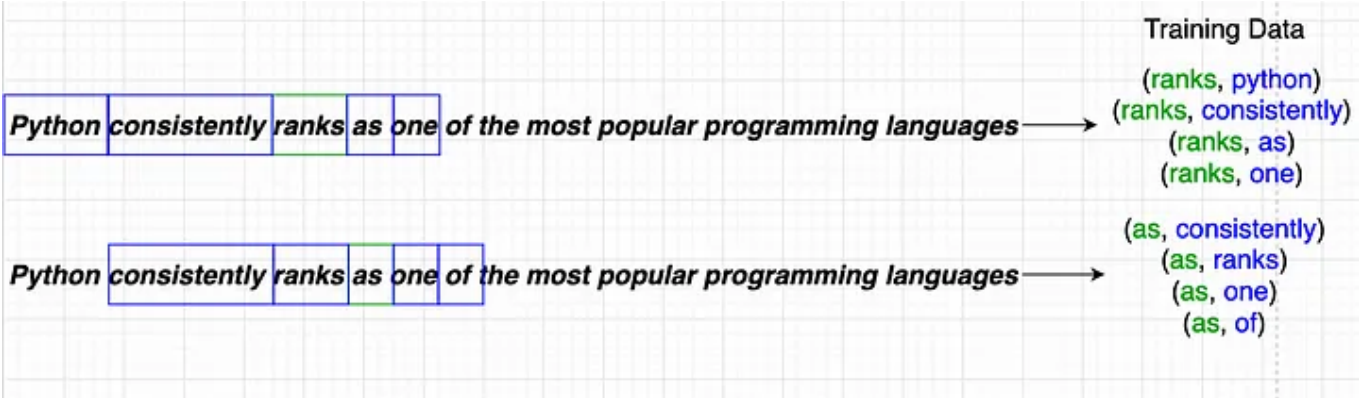 Training Data
Python consistently ranks as one of the most popular programming languages
(ranks, python)
(ranks, consistently)
(ranks, as)
(ranks, one)
Python consistently ranks as one of the most popular programming languages
(as, consistently)
(as, ranks)
(as, one)
(as, of)